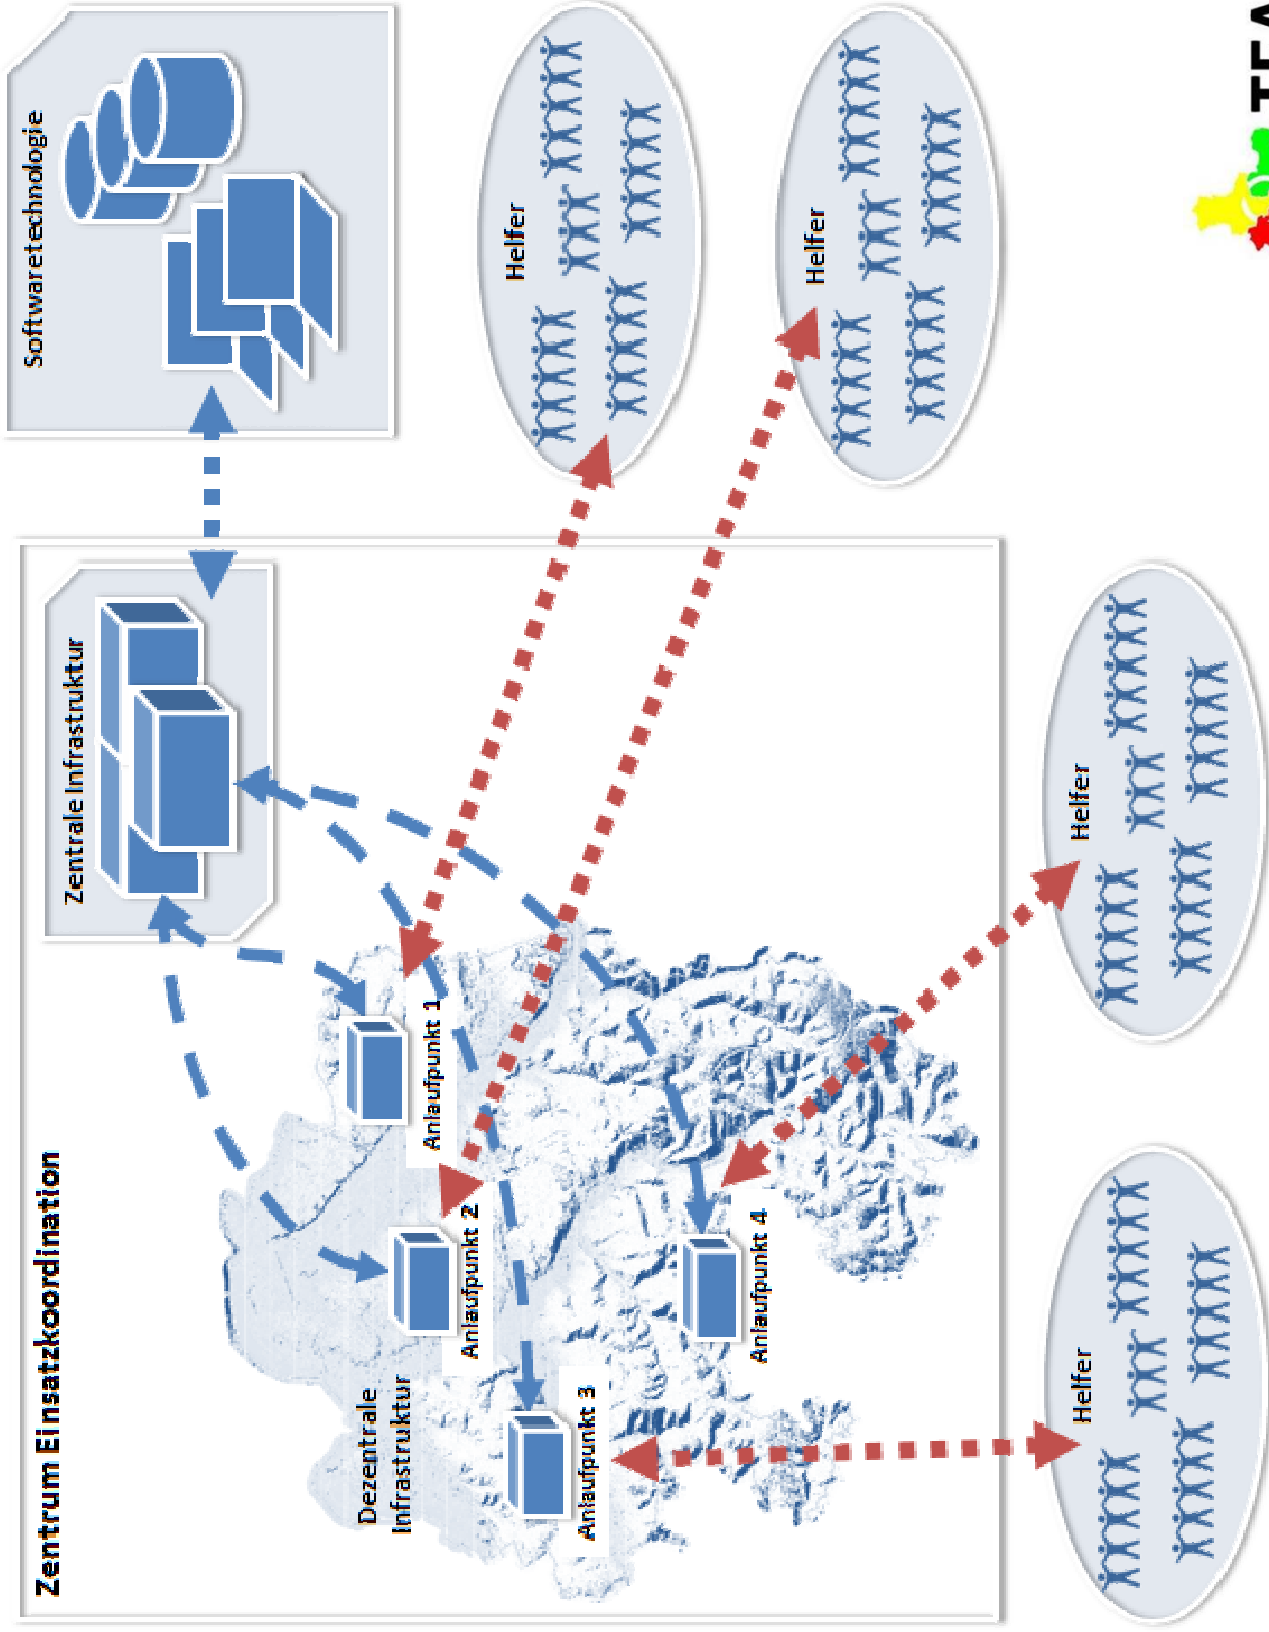 Zentrum Einsatzkoordination
Zentrale Infrastruktur
Softwaretechnologie
Dezentrale
Infrastruktur
Anlaufpunkt 1
Anlaufpunkt 2
Anlaufpunkt 3
Anlaufpunkt 4
Helfer
Helfer
Helfer
Helfer